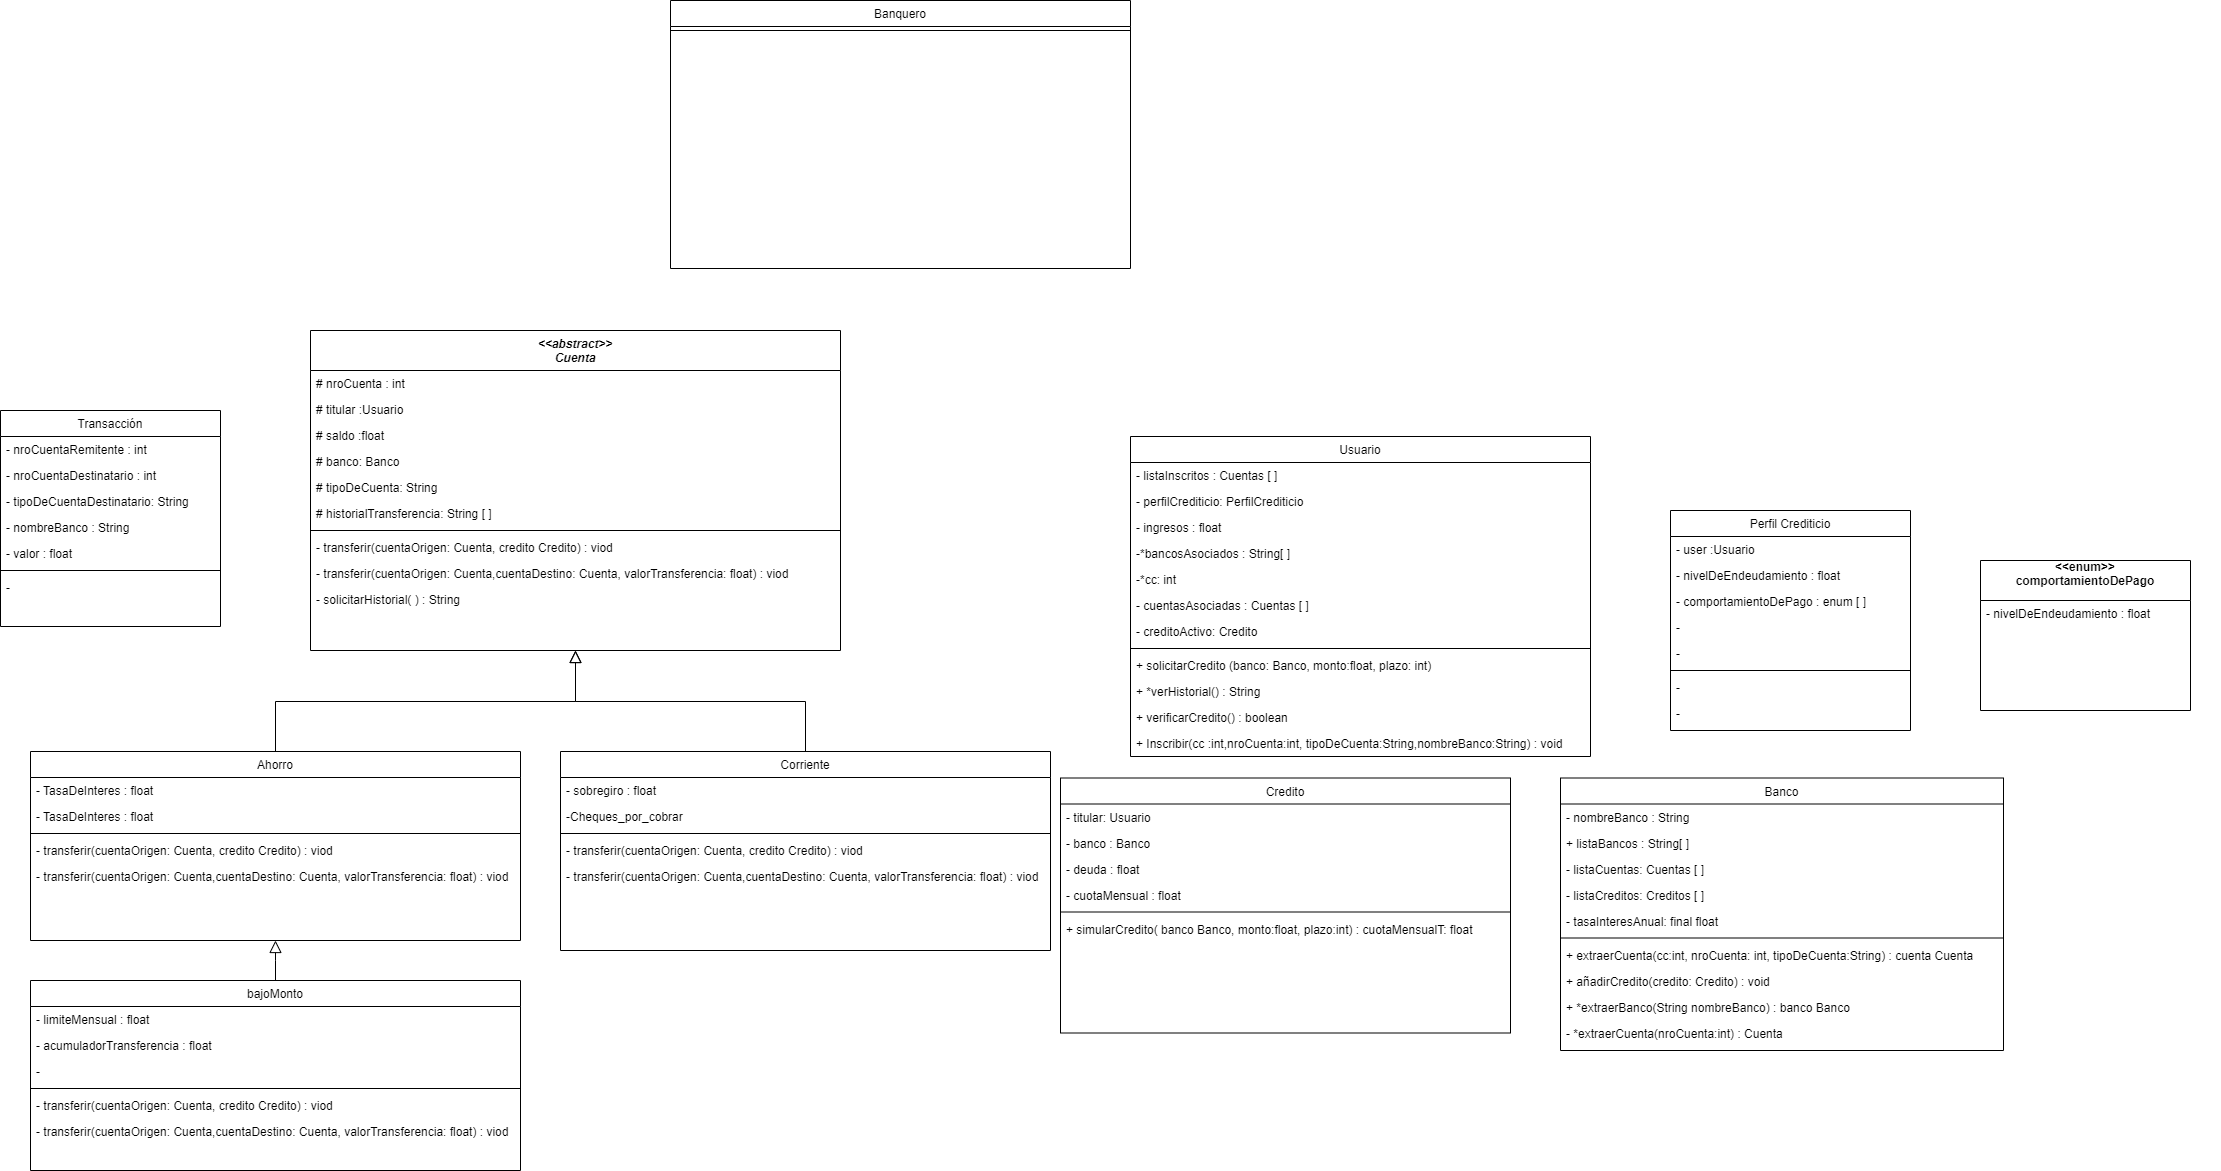 Banquero
<<abstract>>
Cuenta
# nroCuenta : int
# titular :Usuario
# saldo :float
# banco: Banco
# tipoDeCuenta: String
# historialTransferencia: String [ ]
- transferir(cuentaOrigen: Cuenta, credito Credito) : viod
- transferir(cuentaOrigen: Cuenta,cuentaDestino: Cuenta, valorTransferencia: float) : viod
- solicitarHistorial( ) : String
Transacción
- nroCuentaRemitente : int
- nroCuentaDestinatario : int
- tipoDeCuentaDestinatario: String
- nombreBanco : String
- valor : float
-
Usuario
- listaInscritos : Cuentas [ ]
- perfilCrediticio: PerfilCrediticio
- ingresos : float
-*bancosAsociados : String[ ]
-*cc: int
- cuentasAsociadas : Cuentas [ ]
- creditoActivo: Credito
+ solicitarCredito (banco: Banco, monto:float, plazo: int)
+ *verHistorial() : String
+ verificarCredito() : boolean
+ Inscribir(cc :int,nroCuenta:int, tipoDeCuenta:String,nombreBanco:String) : void
Perfil Crediticio
- user :Usuario
- nivelDeEndeudamiento : float
- comportamientoDePago : enum [ ]
-
-
-
-
<<enum>>
comportamientoDePago
- nivelDeEndeudamiento : float
Ahorro
- TasaDeInteres : float
- TasaDeInteres : float
- transferir(cuentaOrigen: Cuenta, credito Credito) : viod
- transferir(cuentaOrigen: Cuenta,cuentaDestino: Cuenta, valorTransferencia: float) : viod
Corriente
- sobregiro : float
-Cheques_por_cobrar
- transferir(cuentaOrigen: Cuenta, credito Credito) : viod
- transferir(cuentaOrigen: Cuenta,cuentaDestino: Cuenta, valorTransferencia: float) : viod
Credito
- titular: Usuario
- banco : Banco
- deuda : float
- cuotaMensual : float
+ simularCredito( banco Banco, monto:float, plazo:int) : cuotaMensualT: float
Banco
- nombreBanco : String
+ listaBancos : String[ ]
- listaCuentas: Cuentas [ ]
- listaCreditos: Creditos [ ]
- tasaInteresAnual: final float
+ extraerCuenta(cc:int, nroCuenta: int, tipoDeCuenta:String) : cuenta Cuenta
+ añadirCredito(credito: Credito) : void
+ *extraerBanco(String nombreBanco) : banco Banco
- *extraerCuenta(nroCuenta:int) : Cuenta
bajoMonto
- limiteMensual : float
- acumuladorTransferencia : float
-
- transferir(cuentaOrigen: Cuenta, credito Credito) : viod
- transferir(cuentaOrigen: Cuenta,cuentaDestino: Cuenta, valorTransferencia: float) : viod